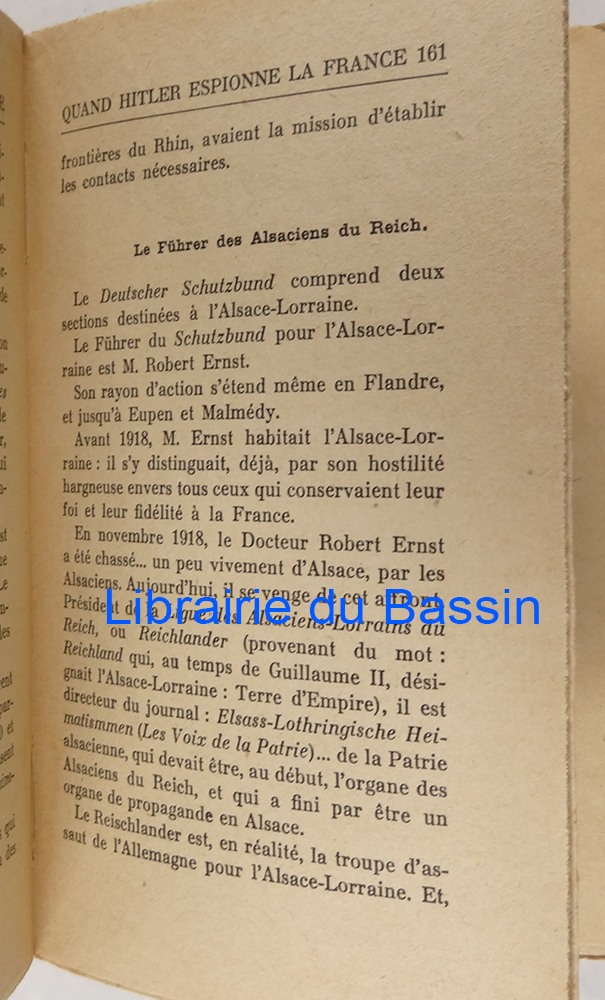 QUAND HITLER ESPIONNE LA FRANCE 161
frontières du Rhin, avaient la mission d'établir
les contacts nécessaires.
Le Führer des Alsaciens du Reich.
Le Deutscher Schutzbund comprend deux
sections destinées à l'Alsace-Lorraine.
Le Führer du Schutzbund pour l'Alsace-Lor-
raine est M. Robert Ernst.
Son rayon d'action s'étend même en Flandre,
et jusqu'à Eupen et Malmédy.
Avant 1918, M. Ernst habitait l'Alsace-Lor-
raine : il s'y distinguait, déjà, par son hostilité
hargneuse envers tous ceux qui conservaient leur
foi et leur fidélité à la France.
En novembre 1918, le Docteur Robert Ernst
a été chassé... un peu vivement d'Alsace, par les
Alsaciens. Aujourd'hui, il se venge de cet affront.
Président de la Ligue des Alsaciens-Lorrains du
Librairie du Bassin
Reich, ou Reichlander (provenant du mot :
Reichland qui, au temps de Guillaume II, dési-
gnait l'Alsace-Lorraine : Terre d'Empire), il est
directeur du journal : Elsass-Lothringische Hei-
matismmen (Les Voix de la Patrie)... de la Patrie
alsacienne, qui devait être, au début, l'organe des
Alsaciens du Reich, et qui a fini par être un
organe de propagande en Alsace.
Le Reischlander est, en réalité, la troupe d'as-
saut de l'Allemagne pour l'Alsace-Lorraine. Et,